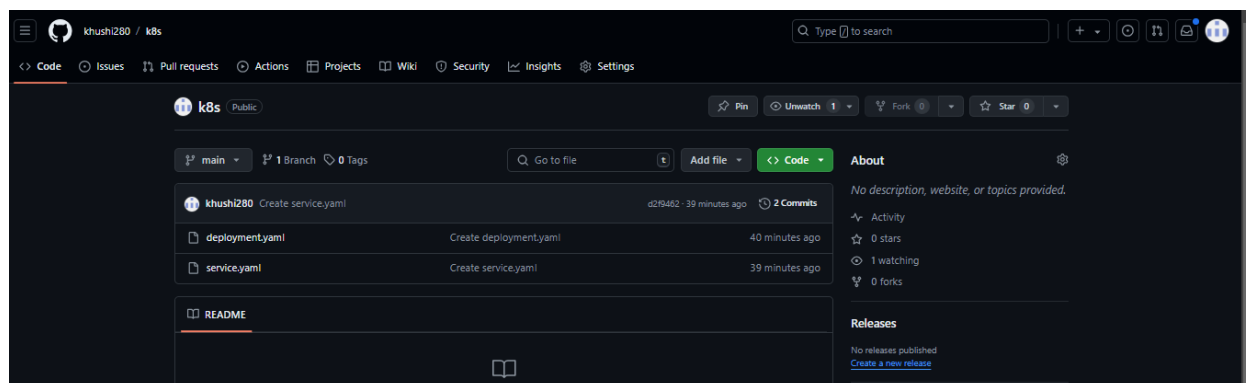 khushi280 / k8s
Type / to search
Code Issues Pull requests Actions Projects Wiki Security Insights Settings
k8s Public
Pin Unwatch 1 Fork 0 Star 0
main 1 Branch 0 Tags
Go to file t Add file Code
khushi280 Create service.yaml d2f9462 · 39 minutes ago 2 Commits
deployment.yaml Create deployment.yaml 40 minutes ago
service.yaml Create service.yaml 39 minutes ago
README
About
No description, website, or topics provided.
Activity
0 stars
1 watching
0 forks
Releases
No releases published
Create a new release